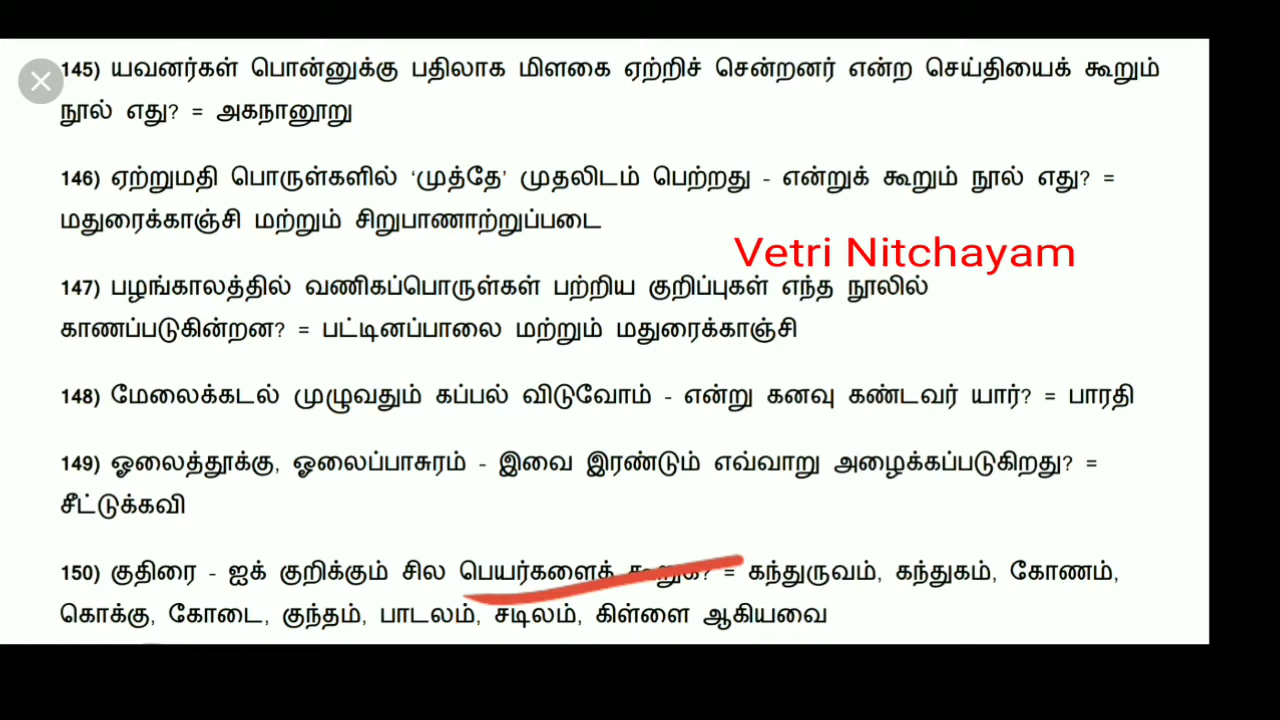 145) யவனர்கள் பொன்னுக்கு பதிலாக மிளகை ஏற்றிச் சென்றனர் என்ற செய்தியைக் கூறும்
நூல் எது? = அகநானூறு
146) ஏற்றுமதி பொருள்களில் ‘முத்தே’ முதலிடம் பெற்றது - என்றுக் கூறும் நூல் எது? =
மதுரைக்காஞ்சி மற்றும் சிறுபாணாற்றுப்படை
Vetri Nitchayam
147) பழங்காலத்தில் வணிகப்பொருள்கள் பற்றிய குறிப்புகள் எந்த நூலில்
காணப்படுகின்றன? = பட்டினப்பாலை மற்றும் மதுரைக்காஞ்சி
148) மேலைக்கடல் முழுவதும் கப்பல் விடுவோம் - என்று கனவு கண்டவர் யார்? = பாரதி
149) ஓலைத்தூக்கு, ஓலைப்பாசுரம் - இவை இரண்டும் எவ்வாறு அழைக்கப்படுகிறது? =
சீட்டுக்கவி
150) குதிரை - ஐக் குறிக்கும் சில பெயர்களைக் கூறுக? = கந்துருவம், கந்துகம், கோணம்,
கொக்கு, கோடை, குந்தம், பாடலம், சடிலம், கிள்ளை ஆகியவை